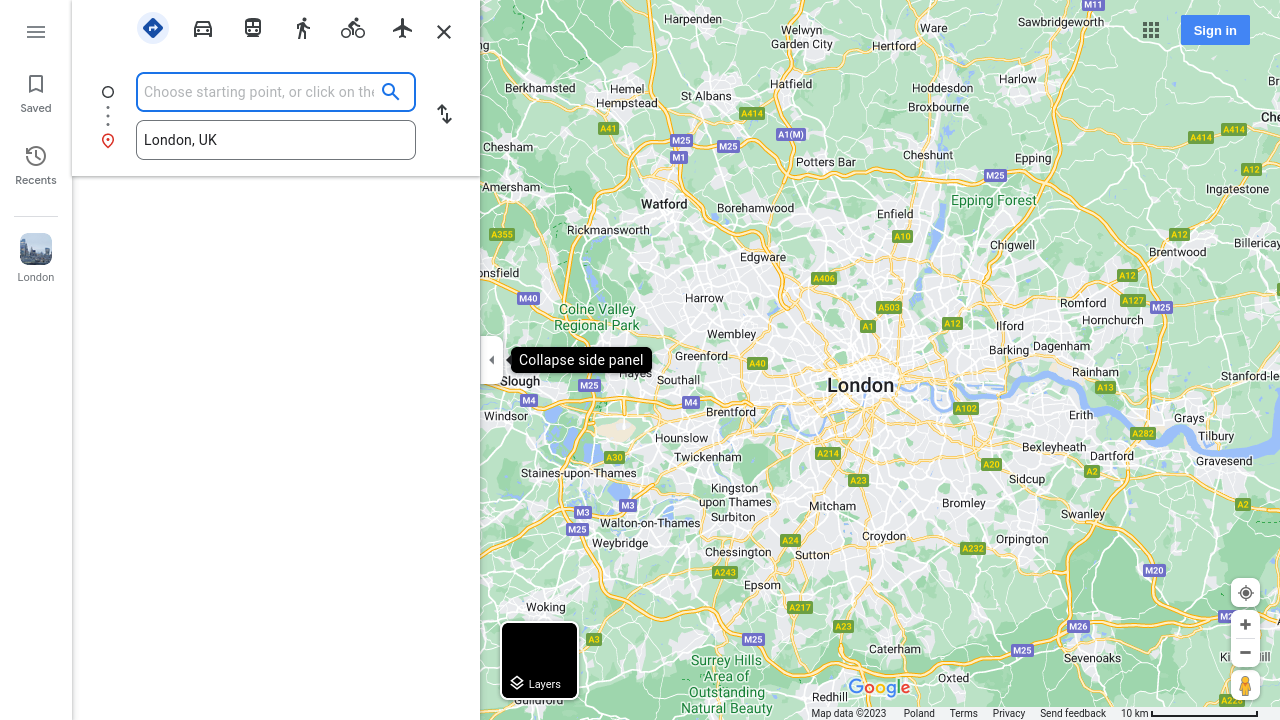 Saved
Recents
London
Choose starting point, or click on the
London, UK
Collapse side panel
Sign in
M11
Harpenden
Ware
Sawbridgeworth
Welwyn
Garden City
Hertford
Berkhamsted
Hemel
Hempstead
St Albans
Hatfield
Hoddesdon
Harlow
Broxbourne
A414
A41
M25
M1
M25
A1(M)
A414
A414
Chesham
Potters Bar
Cheshunt
Epping
M25
A12
Amersham
Watford
Borehamwood
Enfield
Epping Forest
Ingatestone
A355
Rickmansworth
A10
Chigwell
A12
Brentwood
Edgware
A406
A12
M40
Harrow
A503
Romford
A127
M25
Colne Valley
Regional Park
Wembley
A1
A12
Ilford
Hornchurch
Greenford
A40
Barking
Dagenham
Slough
M25
Hayes
Southall
London
Rainham
A13
M4
M4
Windsor
Brentford
A102
Erith
Grays
A282
Tilbury
Hounslow
A30
Twickenham
A214
Bexleyheath
Dartford
Gravesend
Staines-upon-Thames
A23
A20
A2
Sidcup
Kingston
upon Thames
M3
M3
Surbiton
Mitcham
Bromley
A2
Swanley
M25
Walton-on-Thames
Weybridge
A24
Croydon
Orpington
Chessington
Sutton
A232
A243
Epsom
M20
Woking
A217
A3
M25
A23
M26
Caterham
M25
Sevenoaks
Surrey Hills
Area of
Outstanding
Natural Beauty
Oxted
Redhill
Layers
Google
Map data ©2023
Poland
Terms
Privacy
Send feedback
10 km